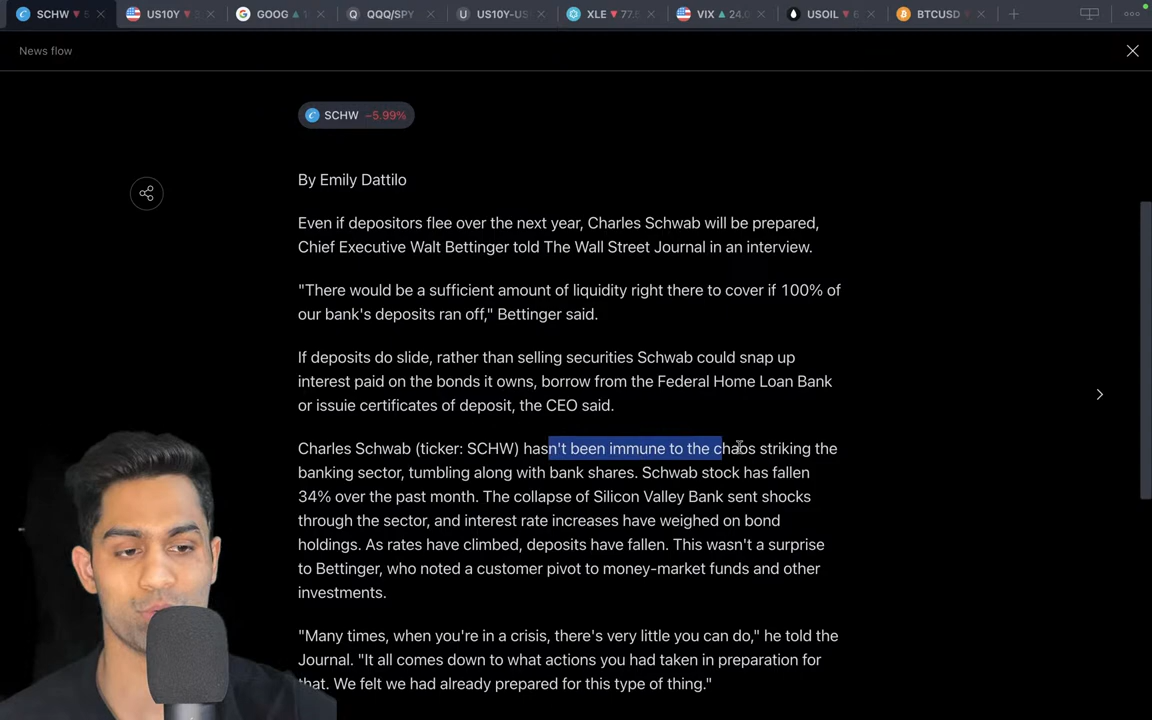 SCHW 5
US10Y 3
GOOG 1
QQQ/SPY
US10Y-US
XLE 77.5
VIX 24.0
USOIL 6
BTCUSD
News flow
SCHW −5.99%
By Emily Dattilo
Even if depositors flee over the next year, Charles Schwab will be prepared,
Chief Executive Walt Bettinger told The Wall Street Journal in an interview.
"There would be a sufficient amount of liquidity right there to cover if 100% of
our bank's deposits ran off," Bettinger said.
If deposits do slide, rather than selling securities Schwab could snap up
interest paid on the bonds it owns, borrow from the Federal Home Loan Bank
or issuie certificates of deposit, the CEO said.
Charles Schwab (ticker: SCHW) hasn't been immune to the chaos striking the
banking sector, tumbling along with bank shares. Schwab stock has fallen
34% over the past month. The collapse of Silicon Valley Bank sent shocks
through the sector, and interest rate increases have weighed on bond
holdings. As rates have climbed, deposits have fallen. This wasn't a surprise
to Bettinger, who noted a customer pivot to money-market funds and other
investments.
"Many times, when you're in a crisis, there's very little you can do," he told the
Journal. "It all comes down to what actions you had taken in preparation for
that. We felt we had already prepared for this type of thing."